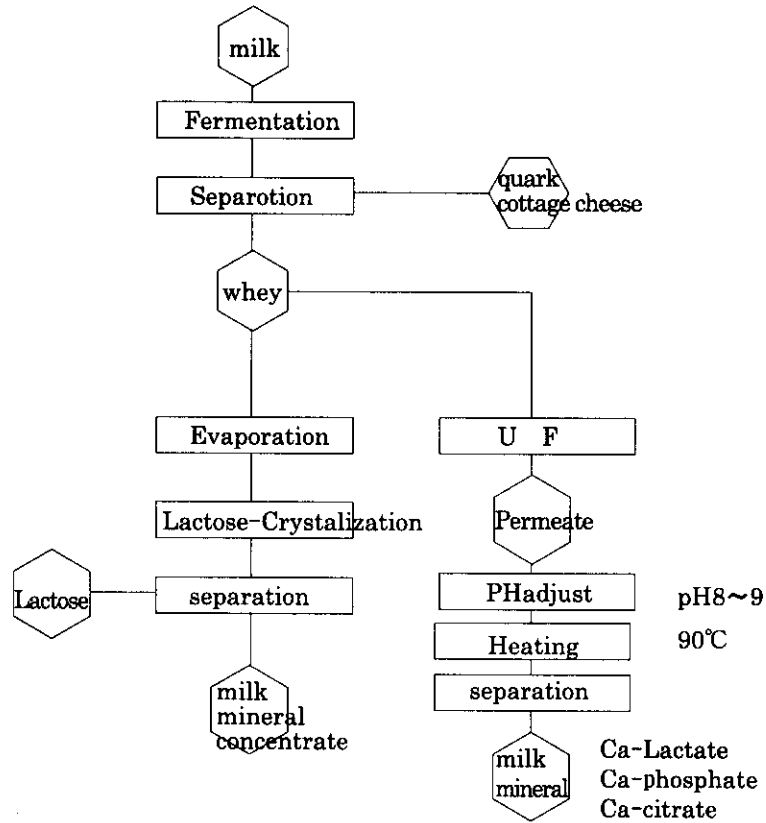 milk
Fermentation
Separotion
quark
cottage cheese
whey
Evaporation
U F
Lactose-Crystalization
Permeate
Lactose
separation
PHadjust
pH8～9
Heating
90℃
separation
milk
mineral
concentrate
milk
mineral
Ca-Lactate
Ca-phosphate
Ca-citrate